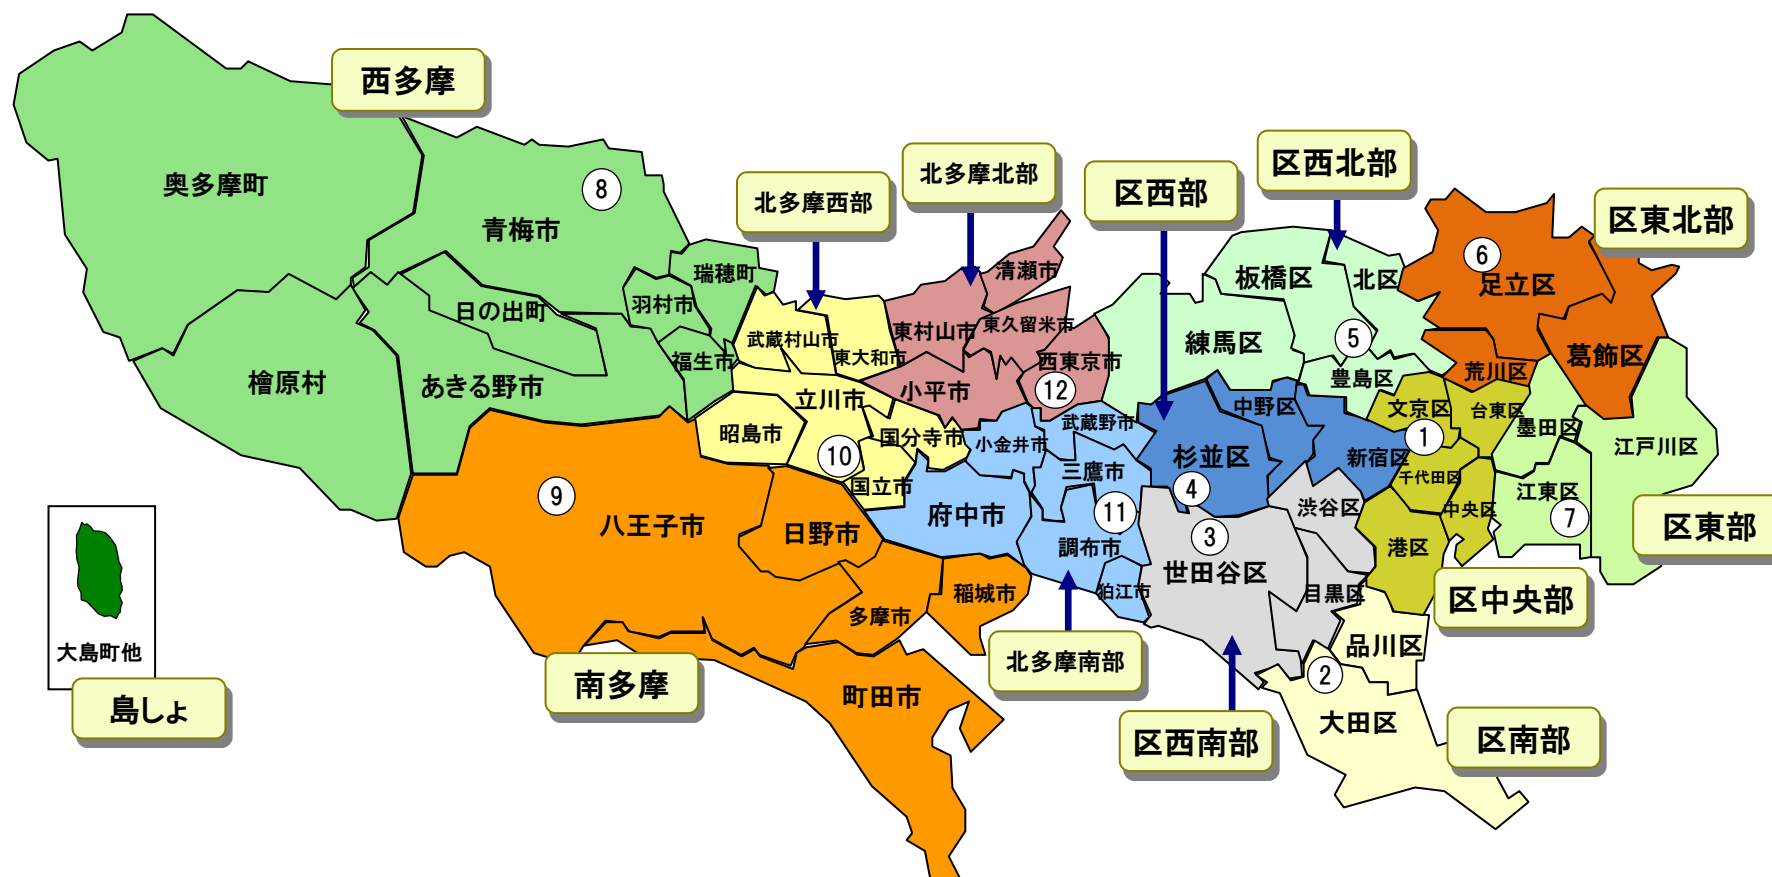 西多摩
奥多摩町
⑧
青梅市
瑞穂町
羽村市
日の出町
福生市
檜原村
あきる野市
北多摩西部
武蔵村山市
東大和市
立川市
昭島市
国分寺市
⑩
国立市
北多摩北部
清瀬市
東村山市
東久留米市
西東京市
小平市
⑫
区西部
中野区
杉並区
新宿区
④
区西北部
板橋区
北区
練馬区
⑤
豊島区
区東北部
⑥
足立区
葛飾区
荒川区
文京区
台東区
①
千代田区
中央区
港区
区中央部
墨田区
江戸川区
江東区
⑦
区東部
武蔵野市
小金井市
三鷹市
府中市
⑪
調布市
狛江市
北多摩南部
渋谷区
③
世田谷区
目黒区
区西南部
品川区
②
大田区
区南部
⑨
八王子市
日野市
多摩市
稲城市
南多摩
町田市
大島町他
島しょ